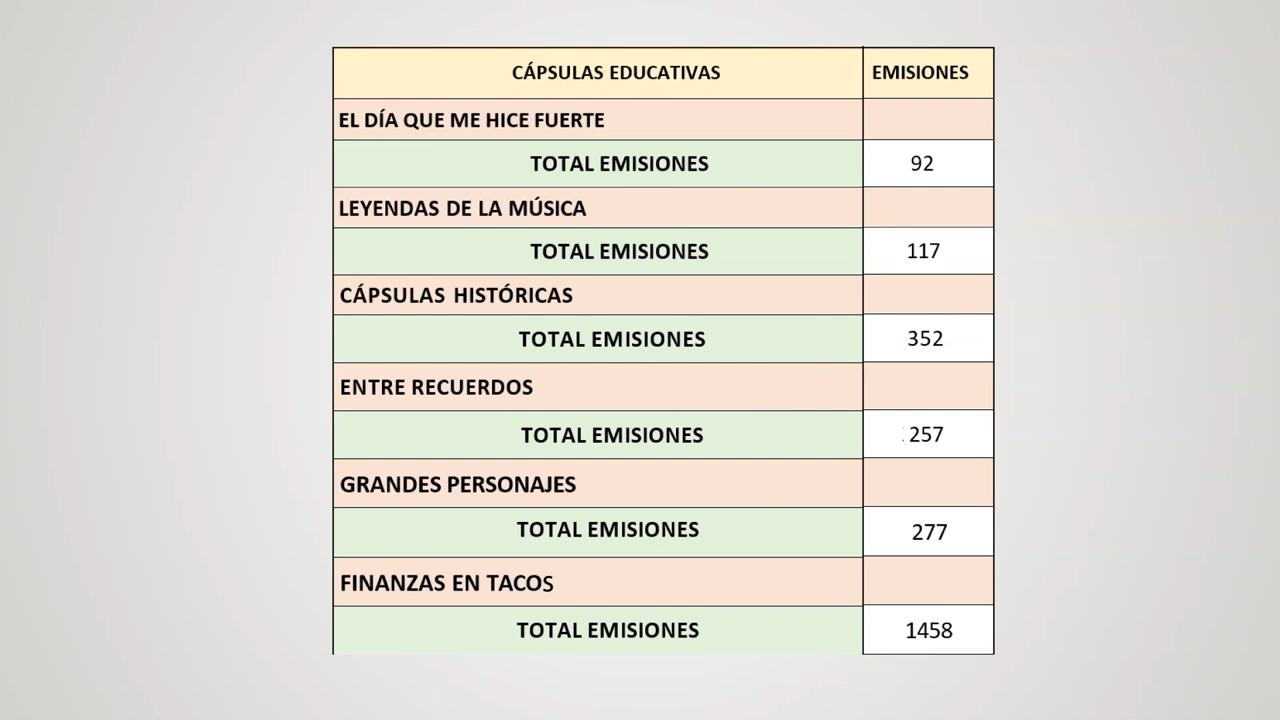 CÁPSULAS EDUCATIVAS EMISIONES
EL DÍA QUE ME HICE FUERTE
TOTAL EMISIONES 92
LEYENDAS DE LA MÚSICA
TOTAL EMISIONES 117
CÁPSULAS HISTÓRICAS
TOTAL EMISIONES 352
ENTRE RECUERDOS
TOTAL EMISIONES 257
GRANDES PERSONAJES
TOTAL EMISIONES 277
FINANZAS EN TACOS
TOTAL EMISIONES 1458